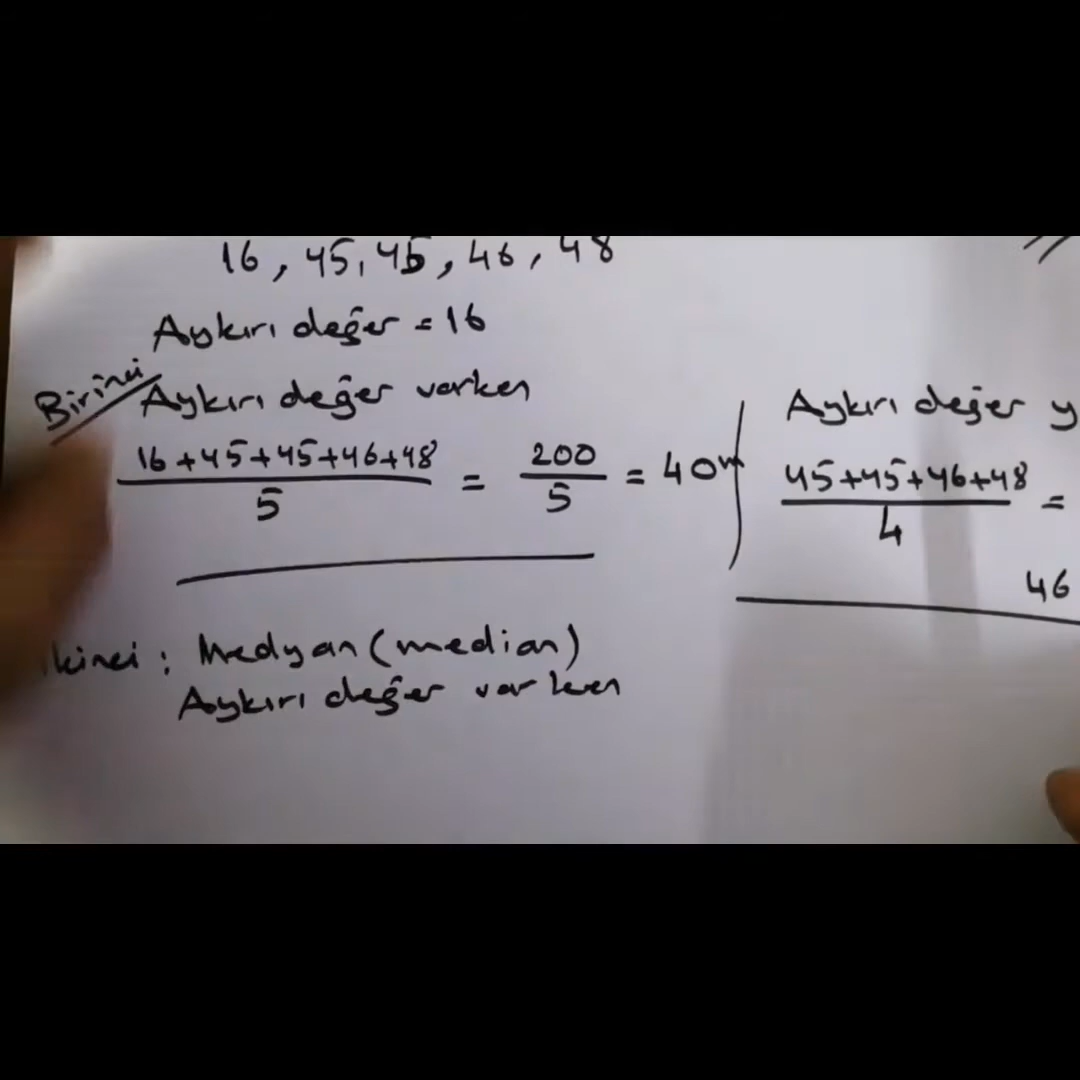 16, 45, 45, 46, 48
Aykırı değer = 16
Birinci
Aykırı değer varken
16+45+45+46+48
5
=
200
5
= 40
Aykırı değer y
45+45+46+48
4
=
46
kinci : Medyan (median)
Aykırı değer varken